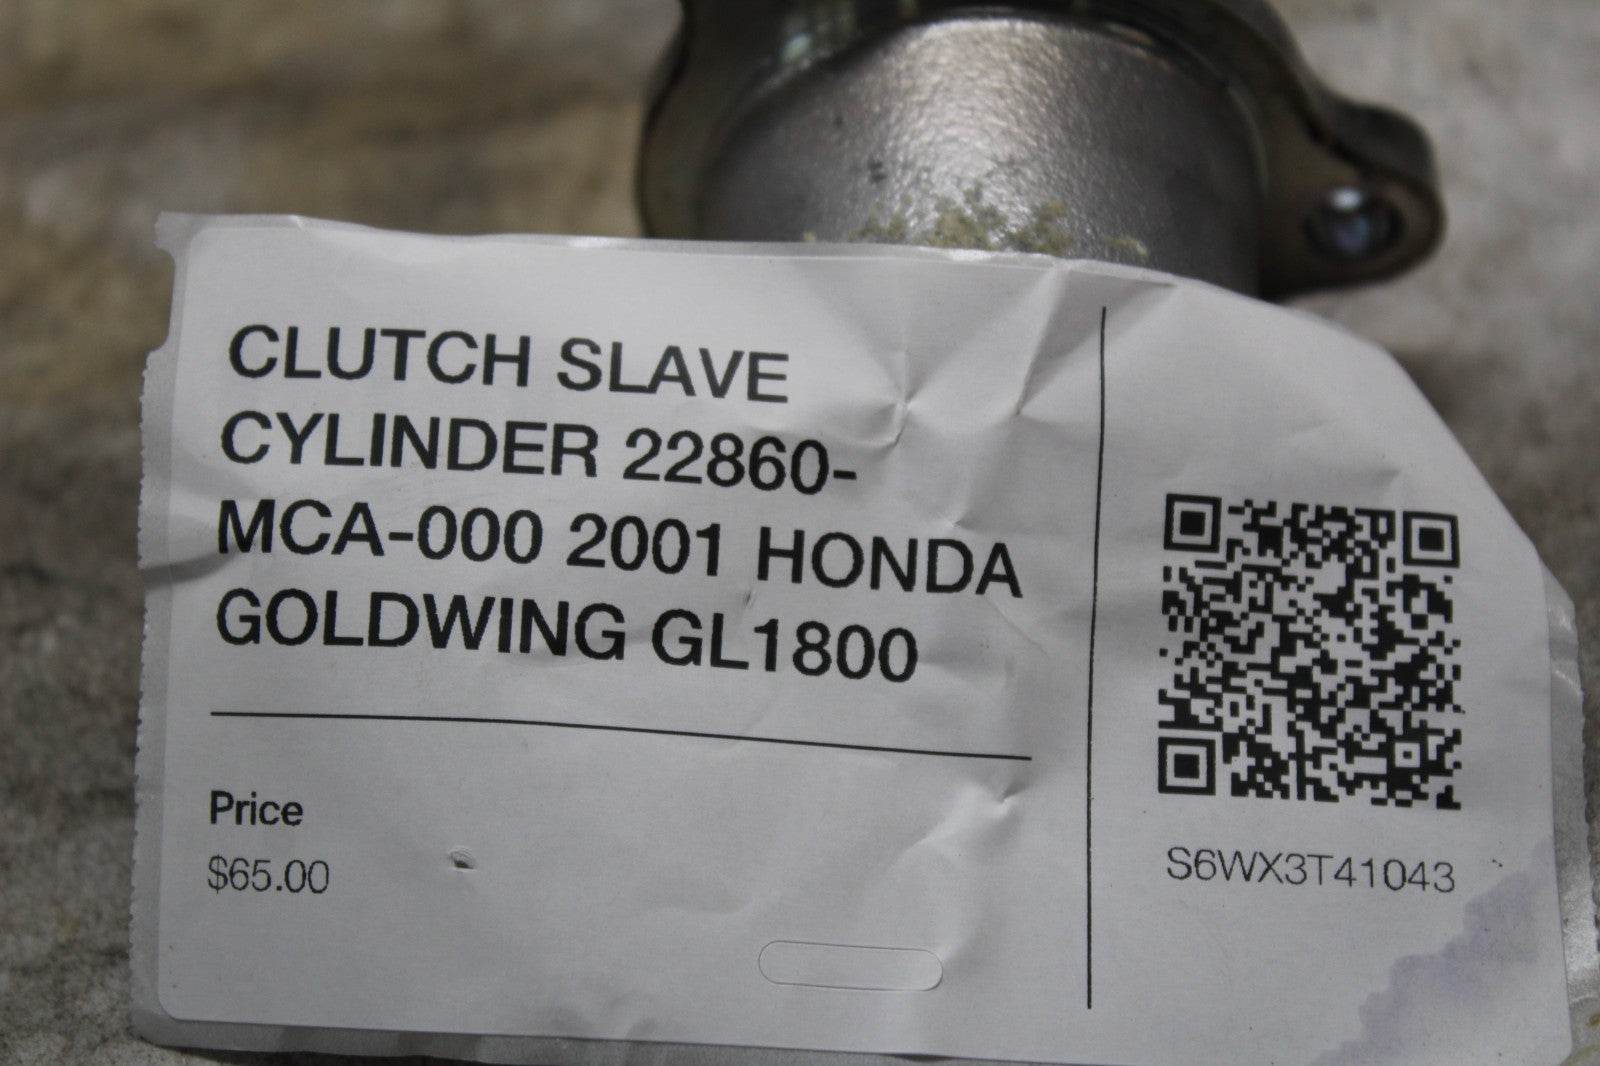 CLUTCH SLAVE
CYLINDER 22860-
MCA-000 2001 HONDA
GOLDWING GL1800
Price
$65.00
S6WX3T41043